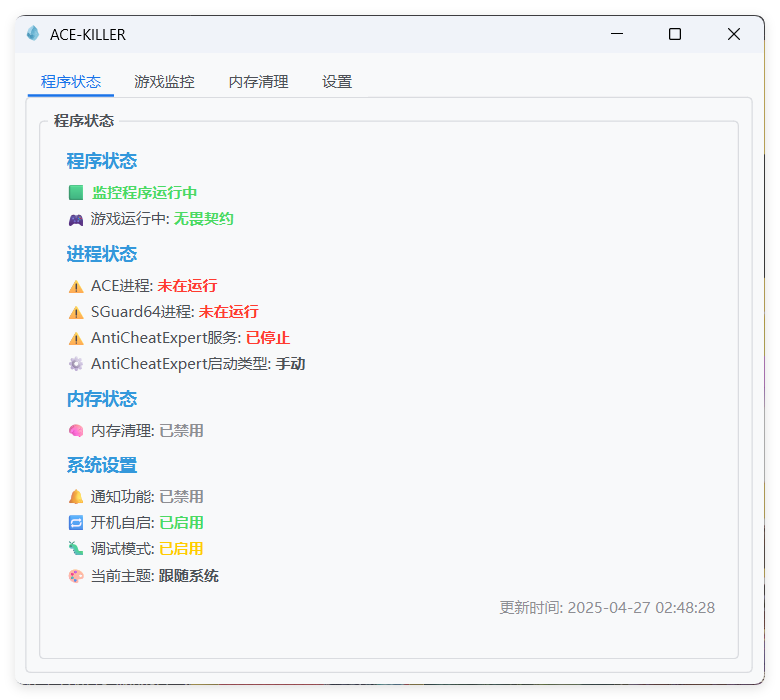 ACE-KILLER
程序状态 游戏监控 内存清理 设置
程序状态
程序状态
监控程序运行中
游戏运行中: 无畏契约
进程状态
ACE进程: 未在运行
SGuard64进程: 未在运行
AntiCheatExpert服务: 已停止
AntiCheatExpert启动类型: 手动
内存状态
内存清理: 已禁用
系统设置
通知功能: 已禁用
开机自启: 已启用
调试模式: 已启用
当前主题: 跟随系统
更新时间: 2025-04-27 02:48:28